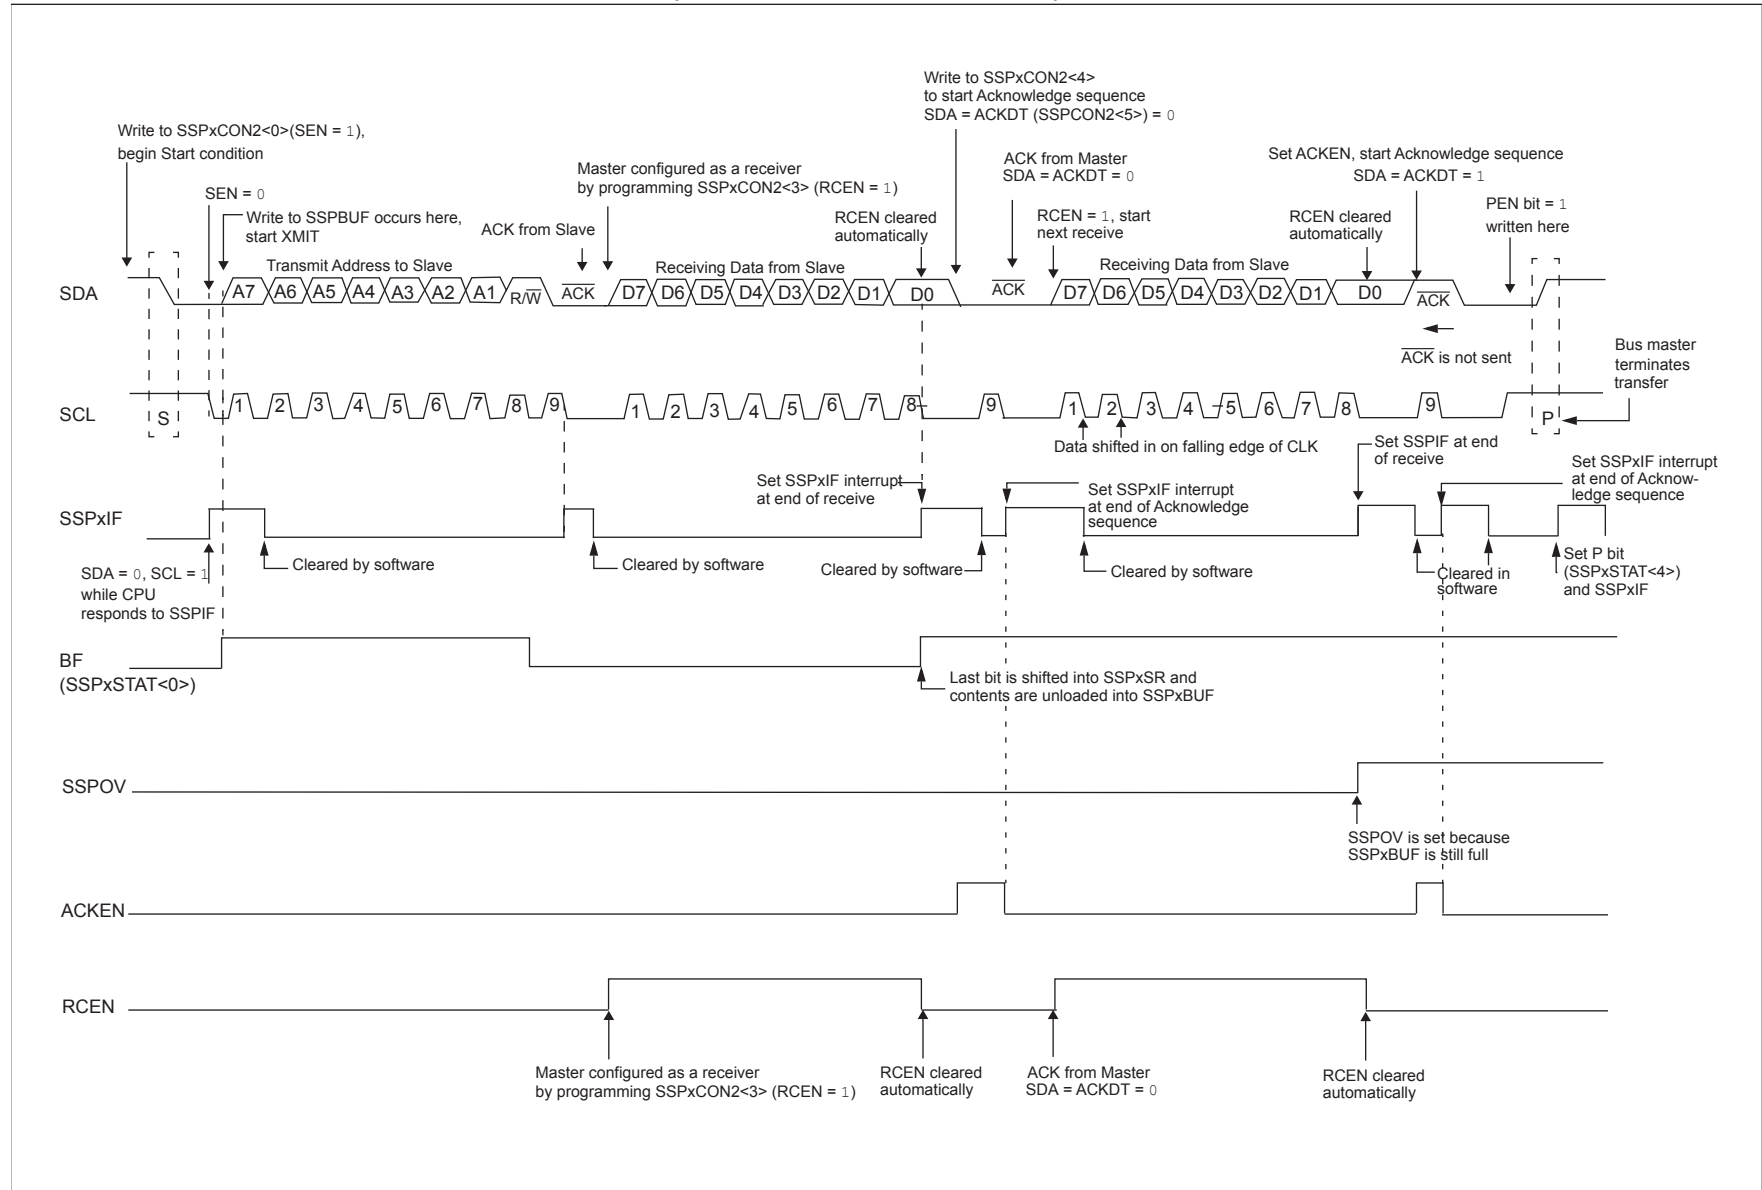 Write to SSPxCON2<4>
to start Acknowledge sequence
SDA = ACKDT (SSPCON2<5>) = 0
Write to SSPxCON2<0>(SEN = 1),
begin Start condition
Master configured as a receiver
by programming SSPxCON2<3> (RCEN = 1)
ACK from Master
SDA = ACKDT = 0
Set ACKEN, start Acknowledge sequence
SDA = ACKDT = 1
SEN = 0
Write to SSPBUF occurs here,
start XMIT
ACK from Slave
RCEN cleared
automatically
RCEN = 1, start
next receive
RCEN cleared
automatically
PEN bit = 1
written here
Transmit Address to Slave
Receiving Data from Slave
Receiving Data from Slave
SDA A7 A6 A5 A4 A3 A2 A1 R/W ACK D7 D6 D5 D4 D3 D2 D1 D0 ACK D7 D6 D5 D4 D3 D2 D1 D0 ACK
ACK is not sent
Bus master
terminates
transfer
SCL S 1 2 3 4 5 6 7 8 9 1 2 3 4 5 6 7 8 9 1 2 3 4 5 6 7 8 9 P
Data shifted in on falling edge of CLK
Set SSPIF at end
of receive
Set SSPxIF interrupt
at end of receive
Set SSPxIF interrupt
at end of Acknowledge
sequence
Set SSPxIF interrupt
at end of Acknow-
ledge sequence
SSPxIF
SDA = 0, SCL = 1
while CPU
responds to SSPIF
Cleared by software
Cleared by software
Cleared by software
Cleared by software
Cleared in
software
Set P bit
(SSPxSTAT<4>)
and SSPxIF
BF
(SSPxSTAT<0>)
Last bit is shifted into SSPxSR and
contents are unloaded into SSPxBUF
SSPOV
SSPOV is set because
SSPxBUF is still full
ACKEN
RCEN
Master configured as a receiver
by programming SSPxCON2<3> (RCEN = 1)
RCEN cleared
automatically
ACK from Master
SDA = ACKDT = 0
RCEN cleared
automatically